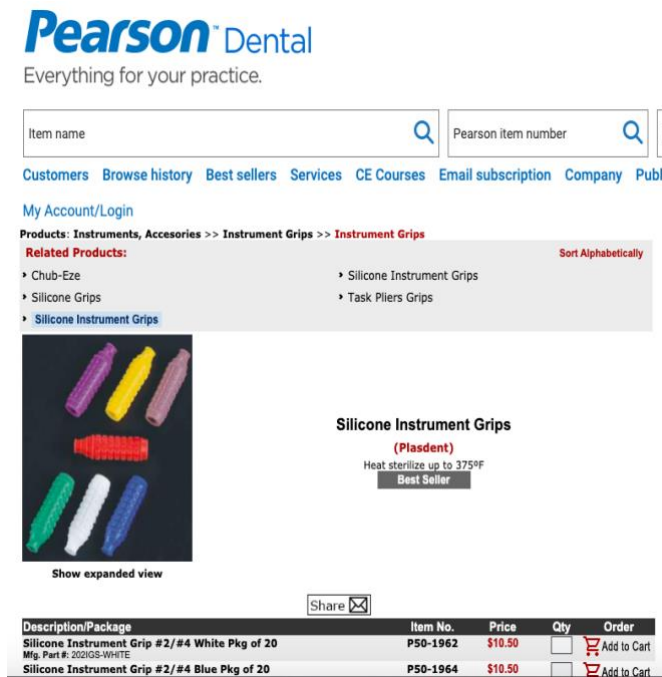 Pearson™ Dental
Everything for your practice.
Item name
Pearson item number
Customers Browse history Best sellers Services CE Courses Email subscription Company Publ
My Account/Login
Products: Instruments, Accesories >> Instrument Grips >> Instrument Grips
Related Products: Sort Alphabetically
Chub-Eze
Silicone Instrument Grips
Silicone Grips
Task Pliers Grips
Silicone Instrument Grips
Silicone Instrument Grips
(Plasdent)
Heat sterilize up to 375ºF
Best Seller
Show expanded view
Share
Description/Package Item No. Price Qty Order
Silicone Instrument Grip #2/#4 White Pkg of 20 P50-1962 $10.50 Add to Cart
Mfg. Part #: 202IGS-WHITE
Silicone Instrument Grip #2/#4 Blue Pkg of 20 P50-1964 $10.50 Add to Cart